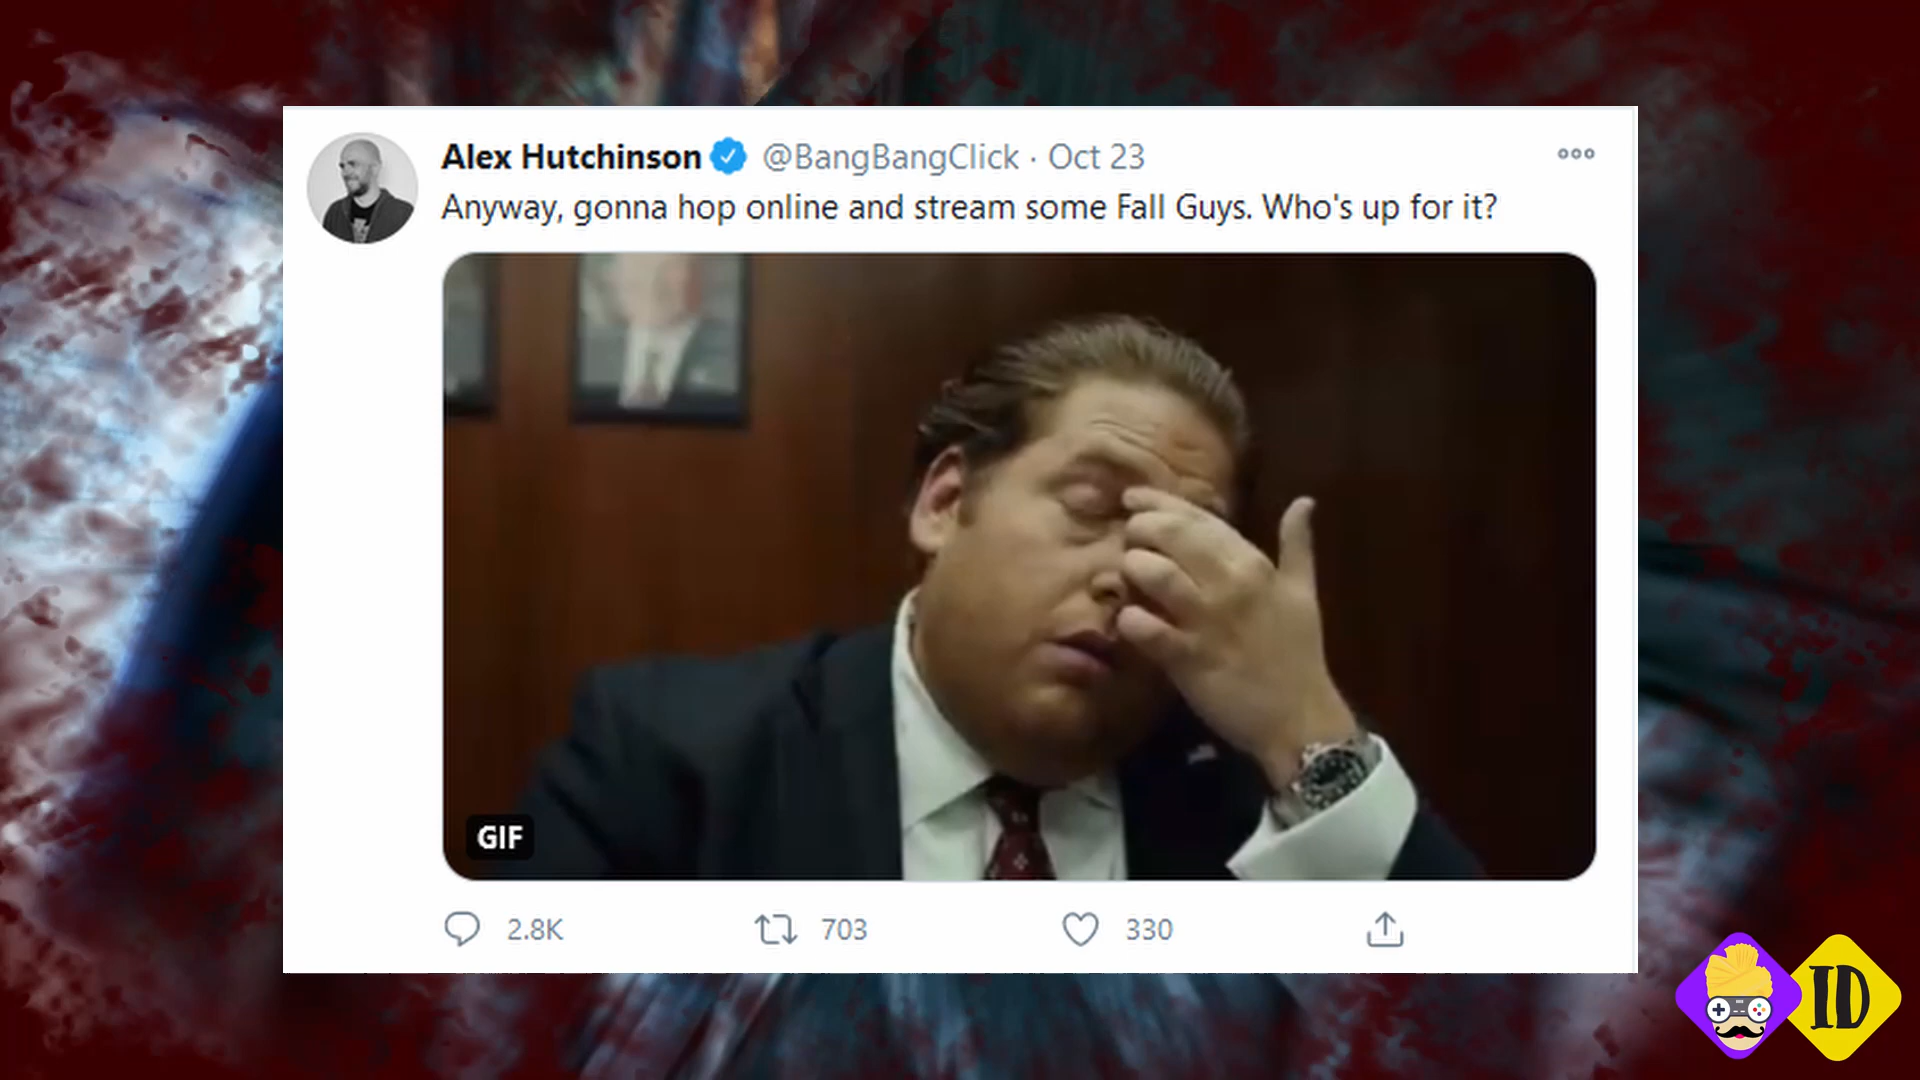 Alex Hutchinson @BangBangClick · Oct 23
Anyway, gonna hop online and stream some Fall Guys. Who's up for it?
GIF
2.8K 703 330
ID